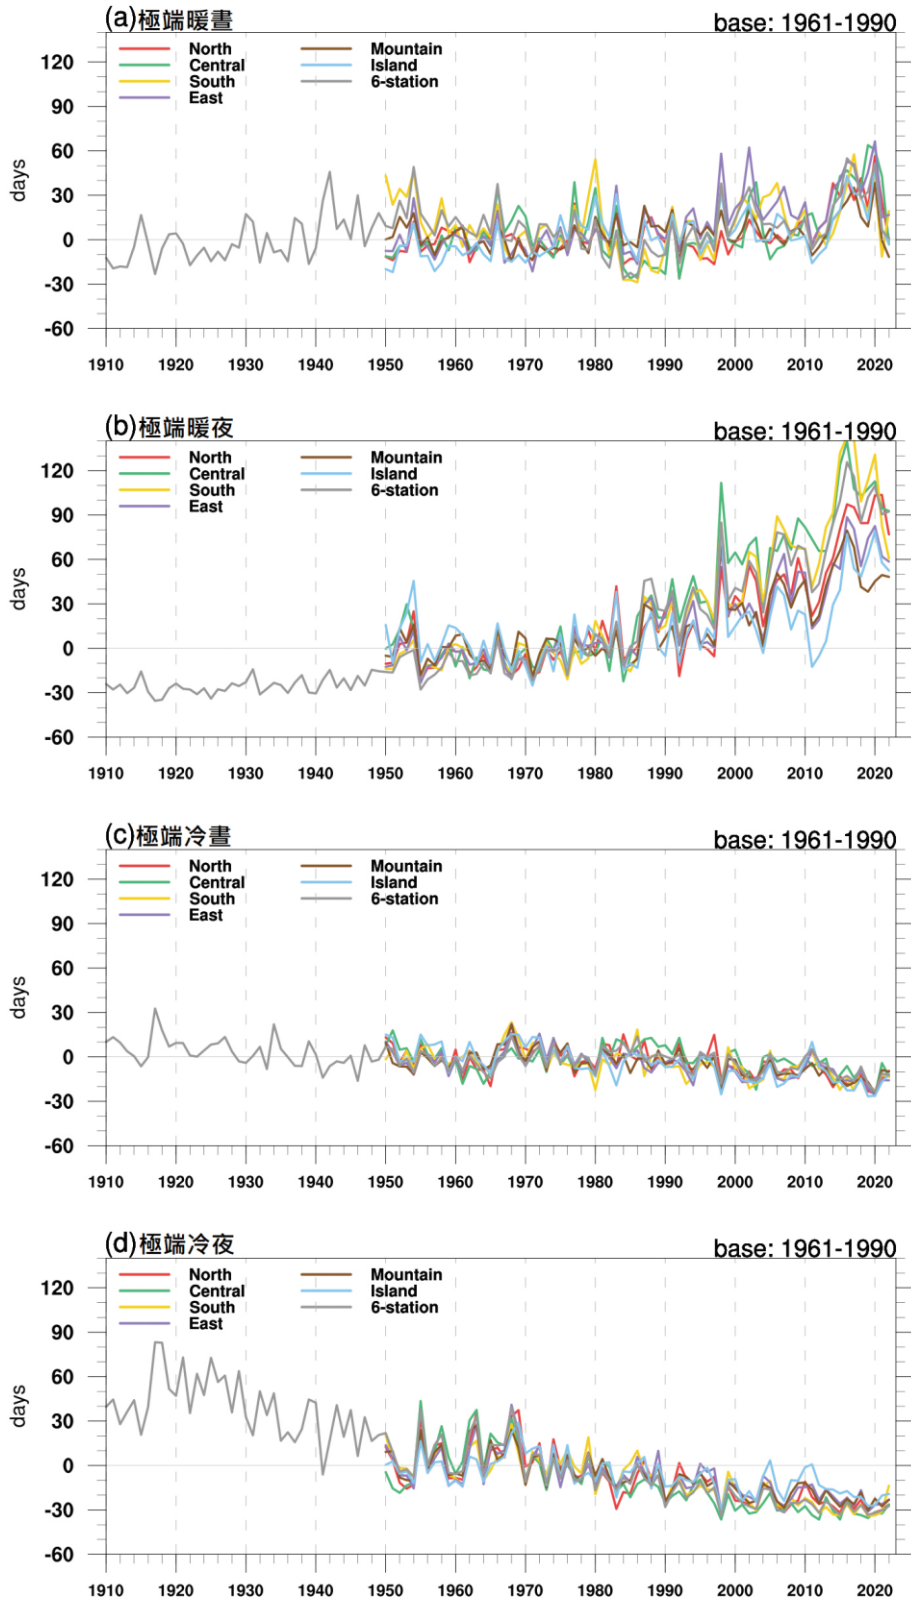 (a)極端暖晝
base: 1961-1990
North
Mountain
Central
Island
South
6-station
East
days
120
90
60
30
0
-30
-60
1910 1920 1930 1940 1950 1960 1970 1980 1990 2000 2010 2020
(b)極端暖夜
base: 1961-1990
North
Mountain
Central
Island
South
6-station
East
days
120
90
60
30
0
-30
-60
1910 1920 1930 1940 1950 1960 1970 1980 1990 2000 2010 2020
(c)極端冷晝
base: 1961-1990
North
Mountain
Central
Island
South
6-station
East
days
120
90
60
30
0
-30
-60
1910 1920 1930 1940 1950 1960 1970 1980 1990 2000 2010 2020
(d)極端冷夜
base: 1961-1990
North
Mountain
Central
Island
South
6-station
East
days
120
90
60
30
0
-30
-60
1910 1920 1930 1940 1950 1960 1970 1980 1990 2000 2010 2020